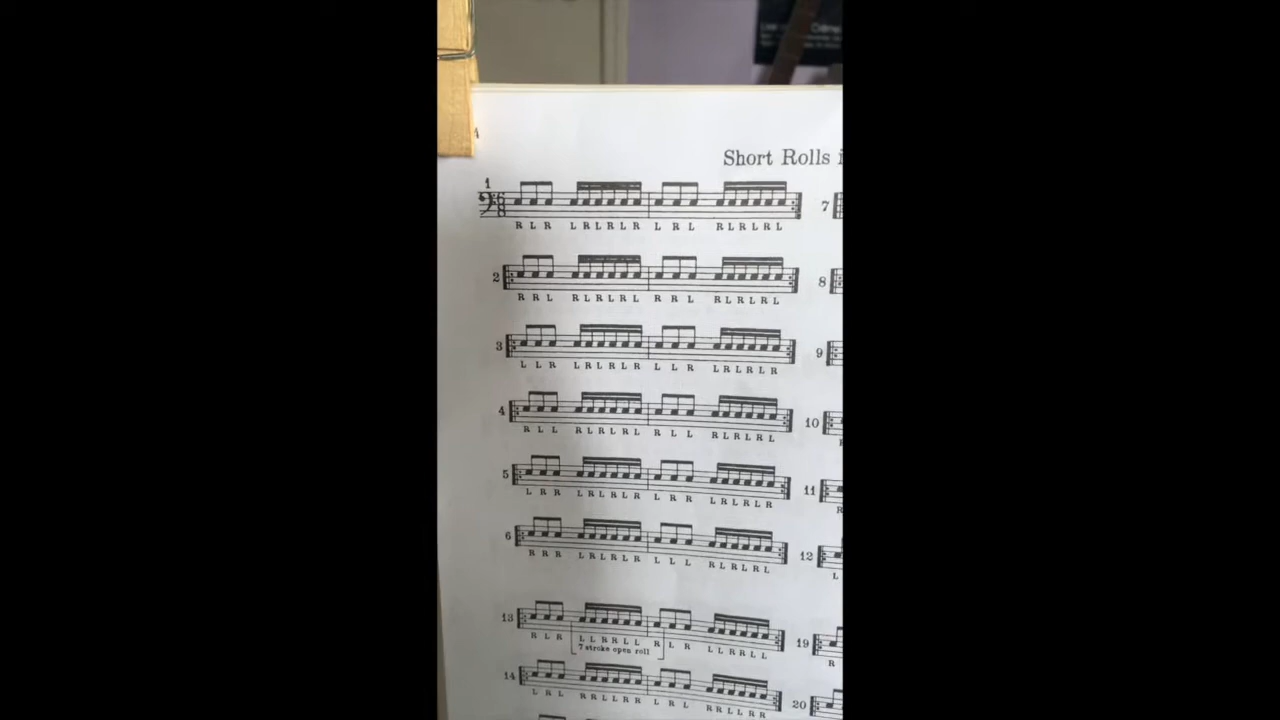 4
Short Rolls i
1
R L R L R L R L R L R L R L R L R L
7
2
R R L R L R L R L R R L R L R L R L
8
3
L L R L R L R L R L L R L R L R L R
9
4
R L L R L R L R L R L L R L R L R L
10
5
L R R L R L R L R L R R L R L R L R
11
R
6
R R R L R L R L R L L L R L R L R L
12
L
13
R L R L L R R L L R L R L L R R L L
7 stroke open roll
19
R
14
L R L R R L L R R L R L R R L L R R
20